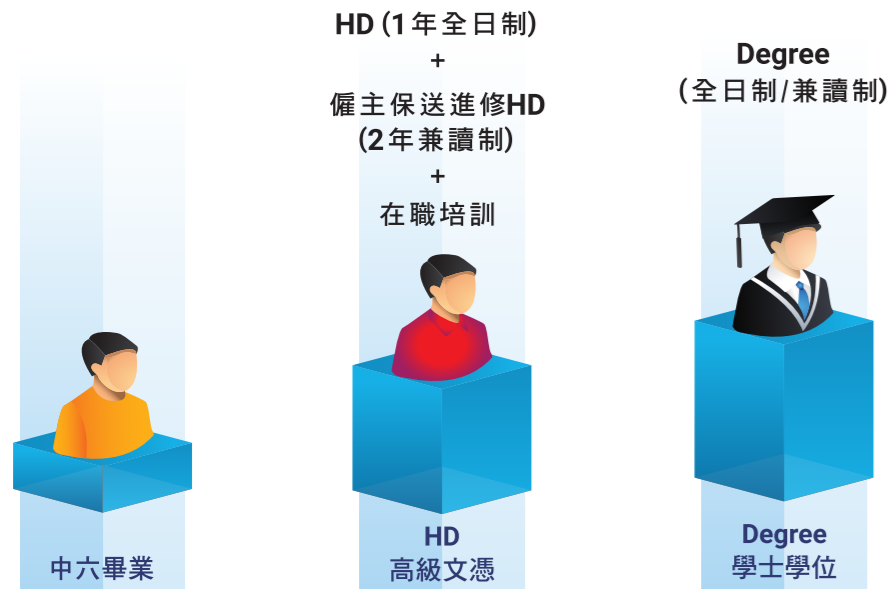 HD (1年全日制)
+
僱主保送進修HD
(2年兼讀制)
+
在職培訓
Degree
(全日制/兼讀制)
中六畢業
HD
高級文憑
Degree
學士學位